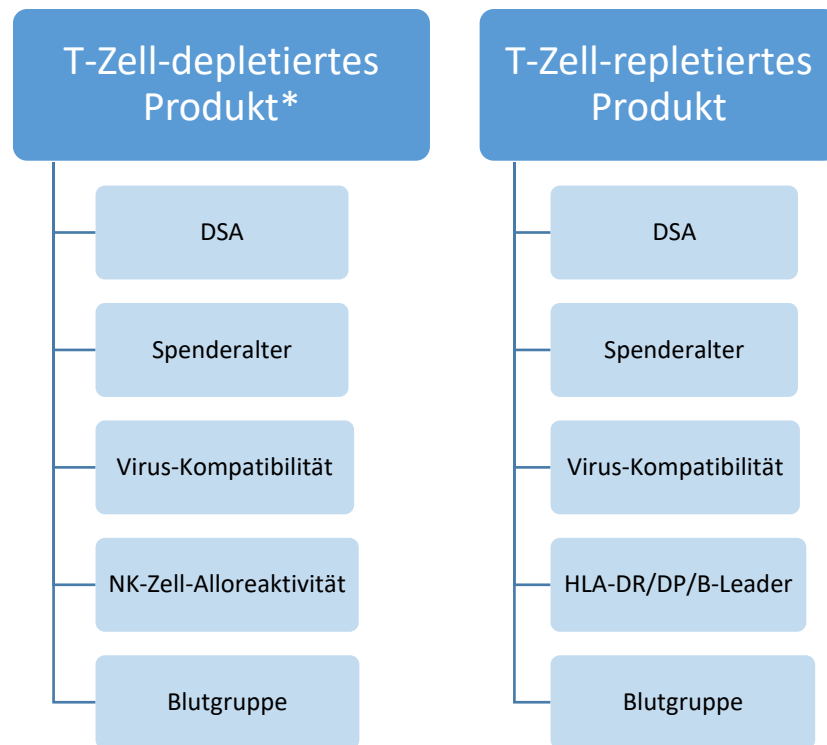 T-Zell-depletiertes
Produkt*
DSA
Spenderalter
Virus-Kompatibilität
NK-Zell-Alloreaktivität
Blutgruppe
T-Zell-repletiertes
Produkt
DSA
Spenderalter
Virus-Kompatibilität
HLA-DR/DP/B-Leader
Blutgruppe